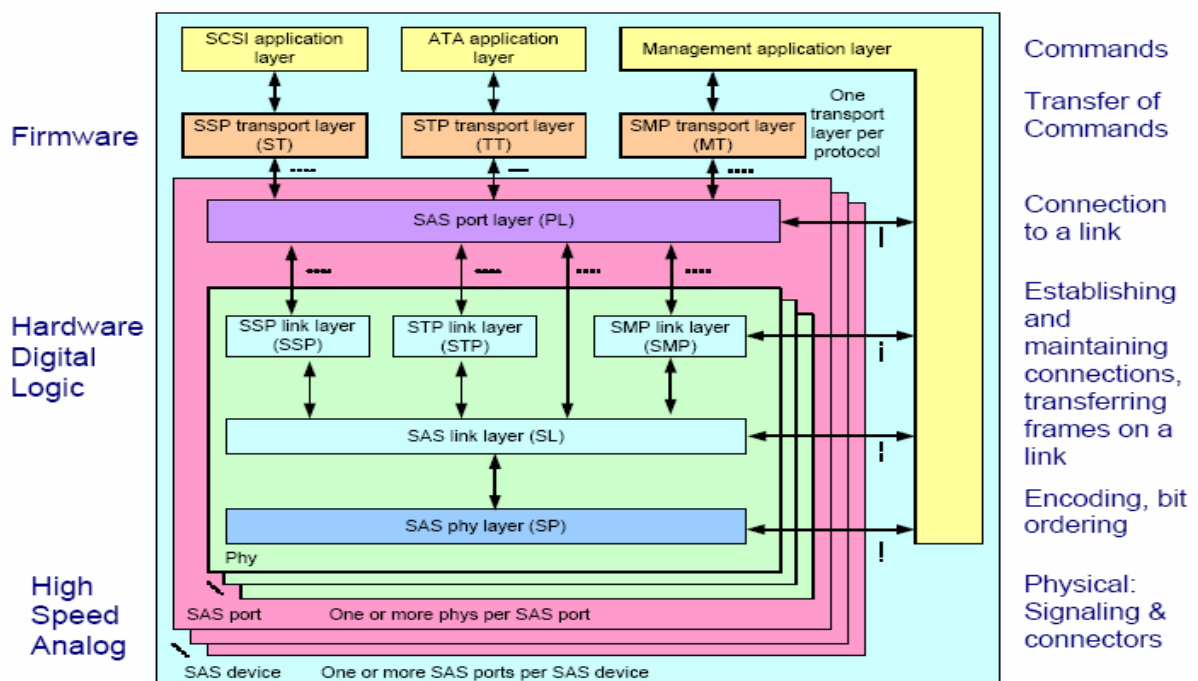 SCSI application
layer
ATA application
layer
Management application layer
Commands
Firmware
SSP transport layer
(ST)
STP transport layer
(TT)
SMP transport layer
(MT)
One
transport
layer per
protocol
Transfer of
Commands
SAS port layer (PL)
Connection
to a link
Hardware
Digital
Logic
SSP link layer
(SSP)
STP link layer
(STP)
SMP link layer
(SMP)
Establishing
and
maintaining
connections,
transferring
frames on a
link
SAS link layer (SL)
SAS phy layer (SP)
Encoding, bit
ordering
Phy
High
Speed
Analog
SAS port
One or more phys per SAS port
Physical:
Signaling &
connectors
SAS device
One or more SAS ports per SAS device